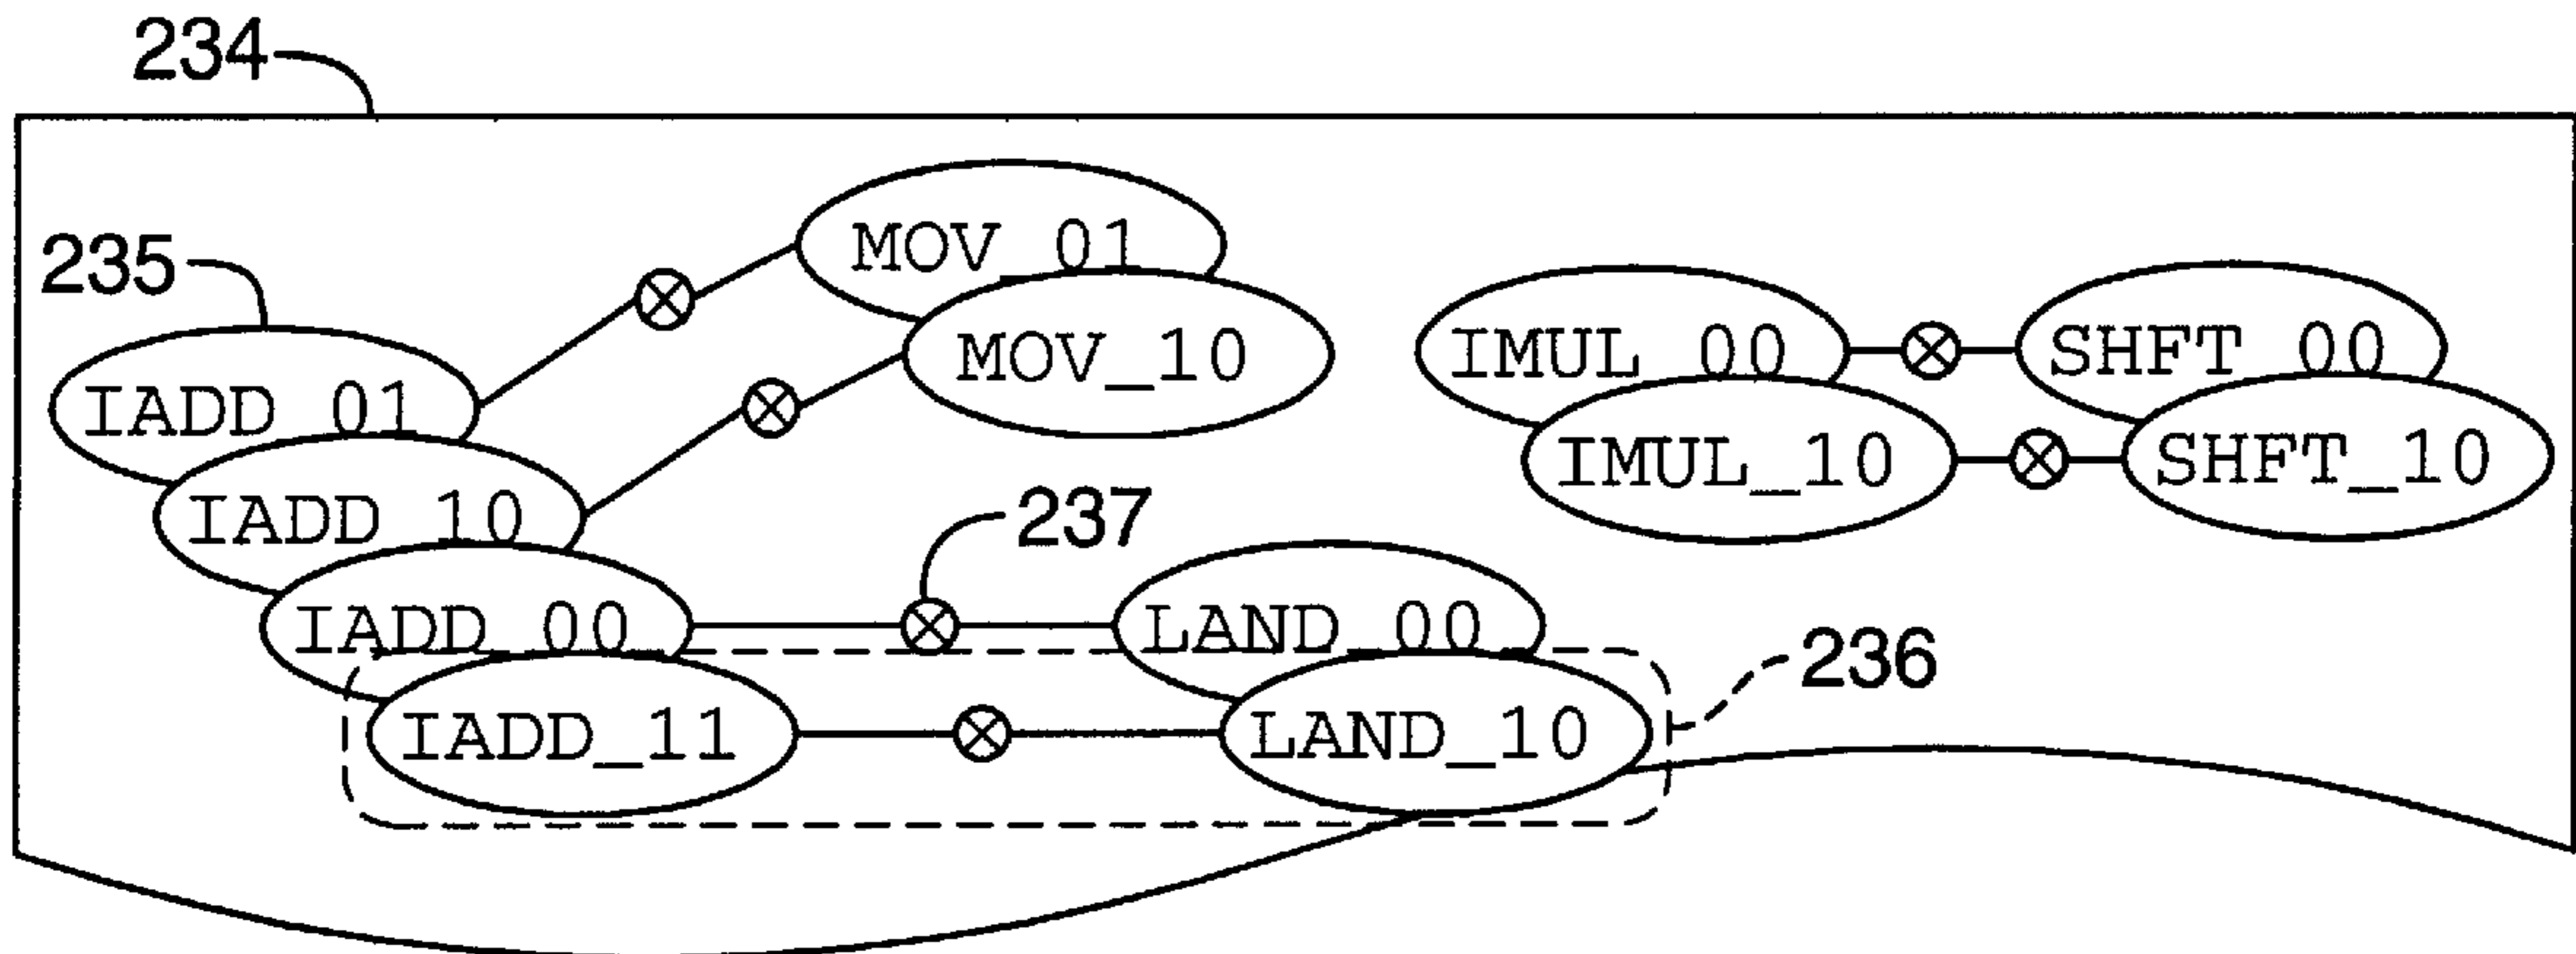 234
235
MOV_01
MOV_10
IMUL_00
SHFT_00
IADD_01
IMUL_10
SHFT_10
IADD_10
237
IADD_00
LAND_00
236
IADD_11
LAND_10